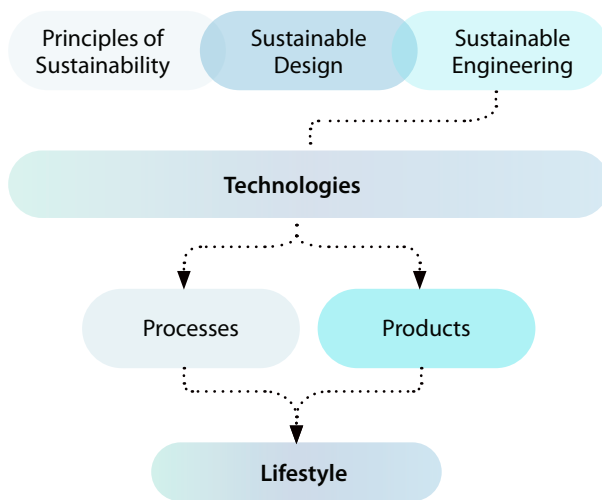 Principles of
Sustainability
Sustainable
Design
Sustainable
Engineering
Technologies
Processes
Products
Lifestyle